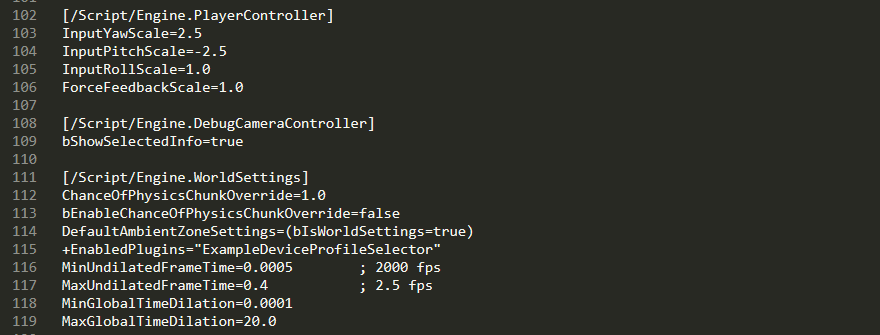 102 [/Script/Engine.PlayerController]
103 InputYawScale=2.5
104 InputPitchScale=-2.5
105 InputRollScale=1.0
106 ForceFeedbackScale=1.0
107
108 [/Script/Engine.DebugCameraController]
109 bShowSelectedInfo=true
110
111 [/Script/Engine.WorldSettings]
112 ChanceOfPhysicsChunkOverride=1.0
113 bEnableChanceOfPhysicsChunkOverride=false
114 DefaultAmbientZoneSettings=(bIsWorldSettings=true)
115 +EnabledPlugins="ExampleDeviceProfileSelector"
116 MinUndilatedFrameTime=0.0005 ; 2000 fps
117 MaxUndilatedFrameTime=0.4 ; 2.5 fps
118 MinGlobalTimeDilation=0.0001
119 MaxGlobalTimeDilation=20.0